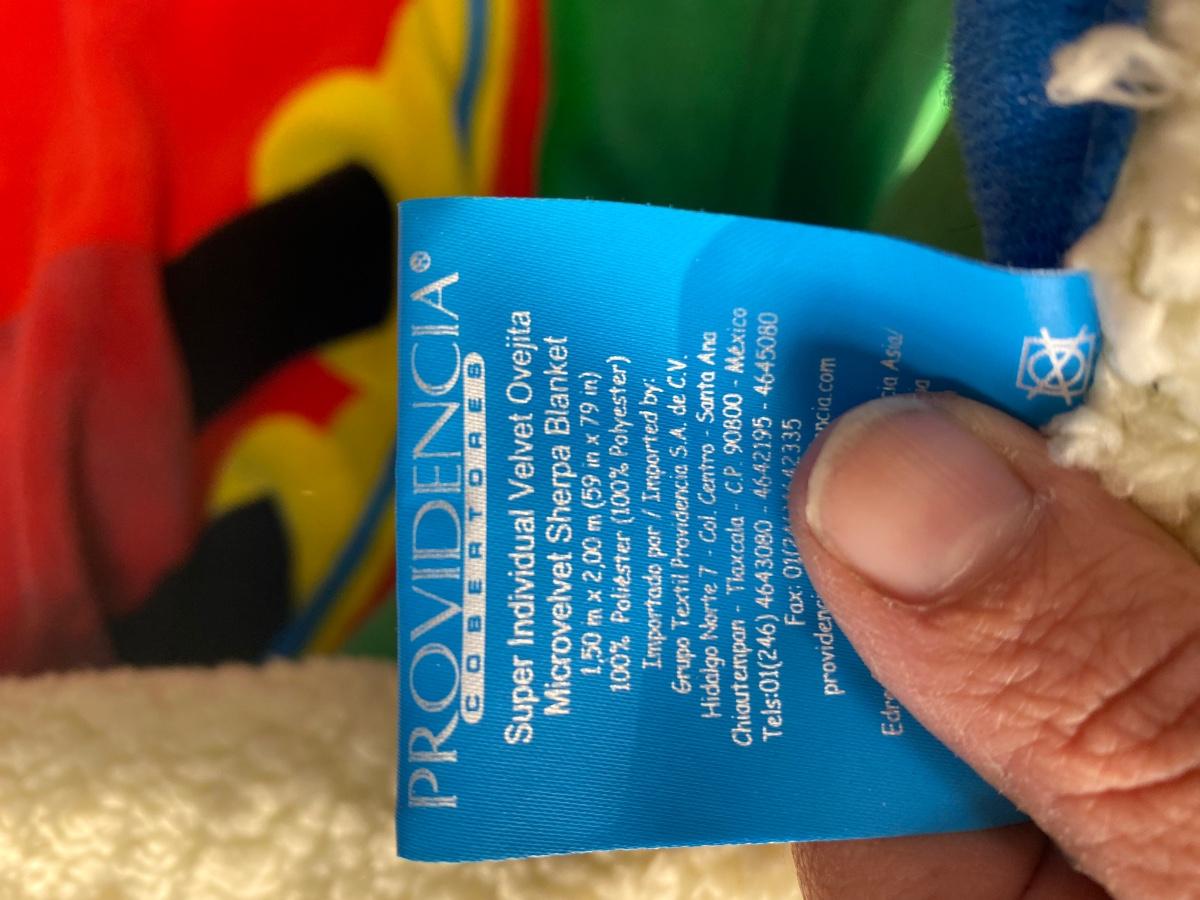 PROVIDENCIA®
COBERTORES
Super Individual Velvet Ovejita
Microvelvet Sherpa Blanket
1,50 m x 2,00 m (59 in x 79 in)
100% Poliéster (100% Polyester)
Importado por / Imported by:
Grupo Textil Providencia S.A. de C.V.
Hidalgo Norte 7 - Col. Centro - Santa Ana
Chiautempan - Tlaxcala - C.P. 90800 - México
Tels:01(246) 4643080 - 4642195 - 4645080
Fax: